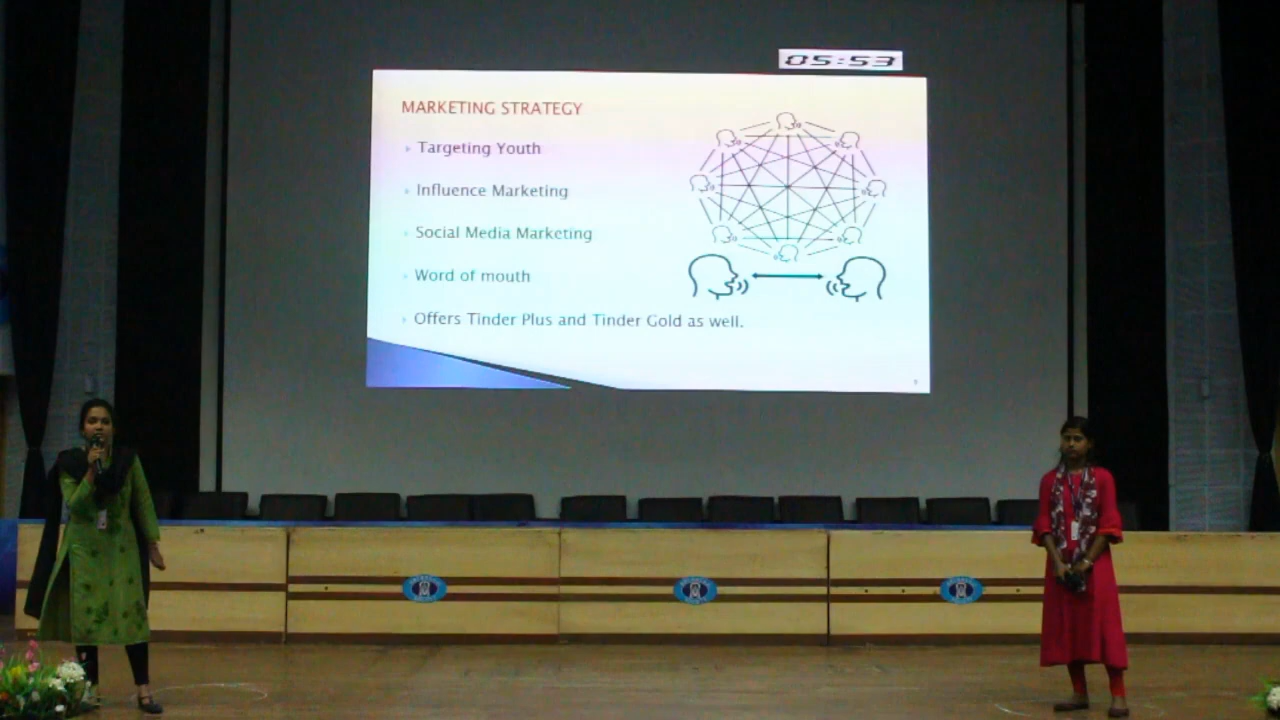 05:53
MARKETING STRATEGY
Targeting Youth
Influence Marketing
Social Media Marketing
Word of mouth
Offers Tinder Plus and Tinder Gold as well.